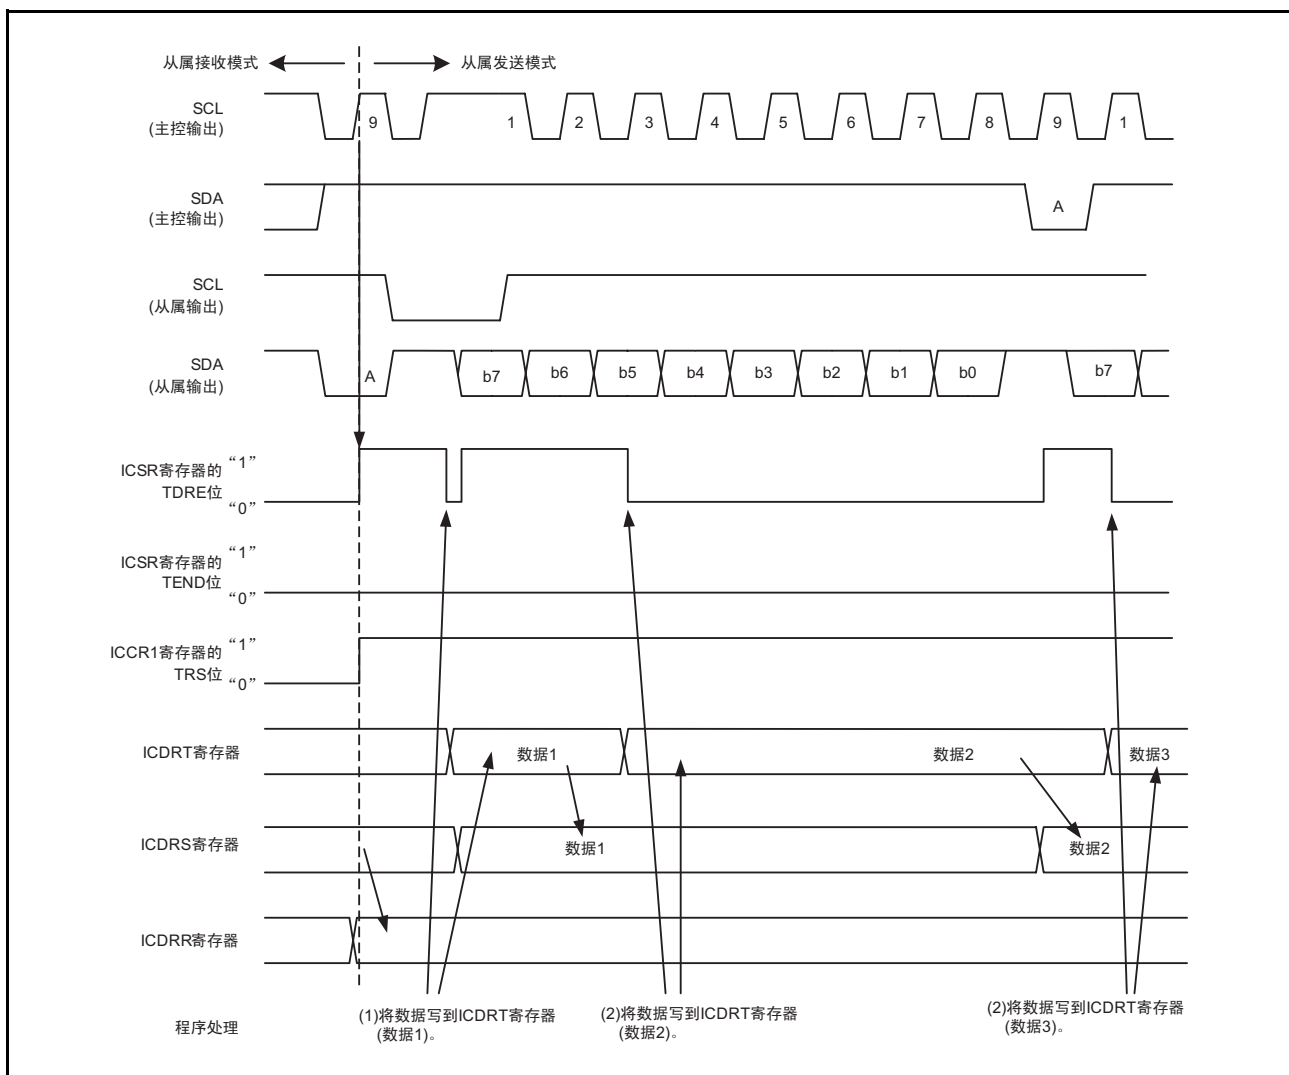 从属接收模式 从属发送模式
SCL
(主控输出)
9 1 2 3 4 5 6 7 8 9 1
SDA
(主控输出)
A
SCL
(从属输出)
SDA
(从属输出)
A b7 b6 b5 b4 b3 b2 b1 b0 b7
ICSR寄存器的 “1”
TDRE位
“0”
ICSR寄存器的 “1”
TEND位
“0”
ICCR1寄存器的 “1”
TRS位
“0”
ICDRT寄存器 数据1 数据2 数据3
ICDRS寄存器 数据1 数据2
ICDRR寄存器
程序处理
(1)将数据写到ICDRT寄存器
(数据1)。
(2)将数据写到ICDRT寄存器
(数据2)。
(2)将数据写到ICDRT寄存器
(数据3)。